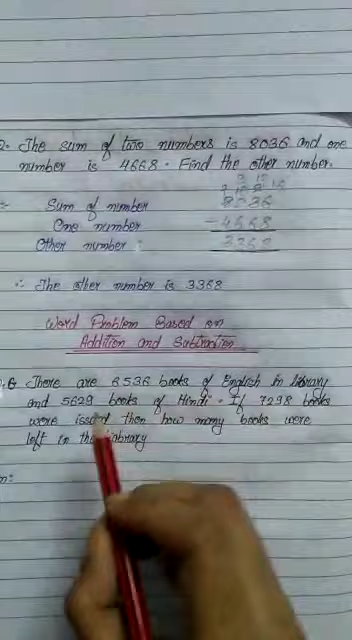 2. The sum of two numbers is 8036 and one
number is 4668. Find the other number.
Sum of number 8036
One number - 4668
Other number : 3368
∴ The other number is 3368
Word Problem Based on
Addition and Subtraction
Q.6 There are 6536 books of English in library
and 5629 books of Hindi. If 7298 books
were issued then how many books were
left in the library